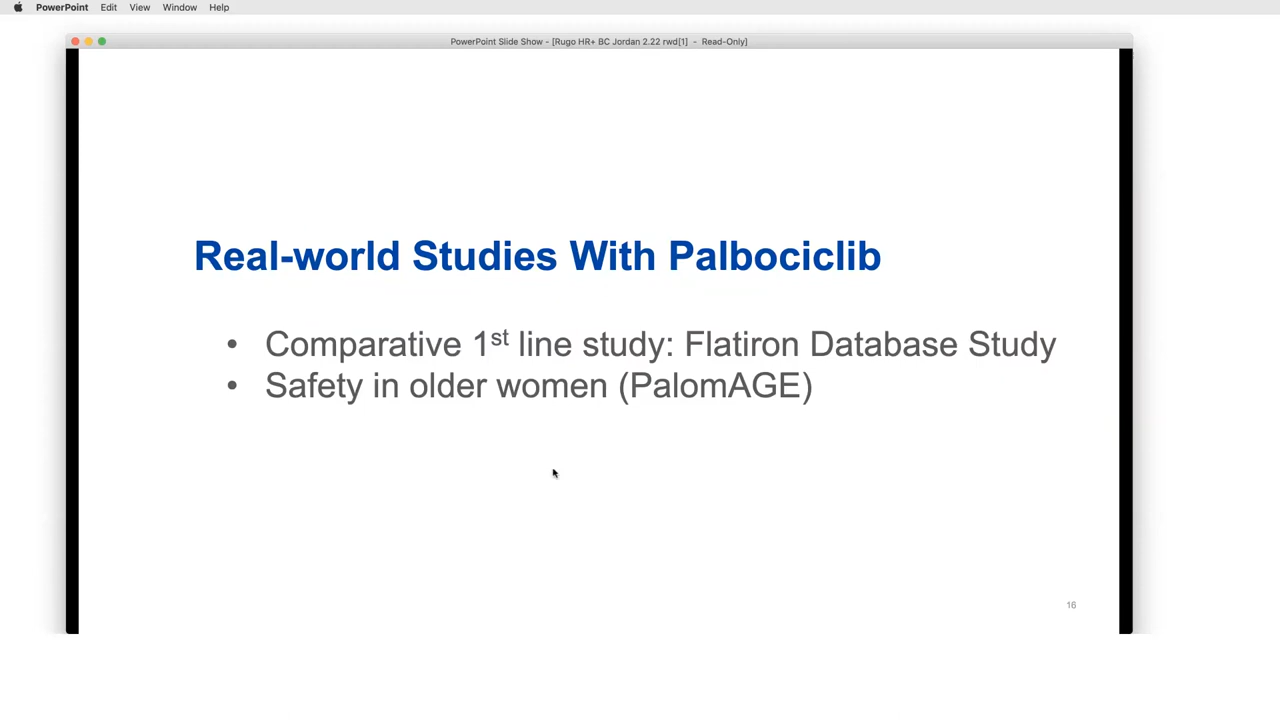 PowerPoint Edit View Window Help
PowerPoint Slide Show - [Rugo HR+ BC Jordan 2.22 rwd[1] - Read-Only]
Real-world Studies With Palbociclib
• Comparative 1st line study: Flatiron Database Study
• Safety in older women (PalomAGE)
16